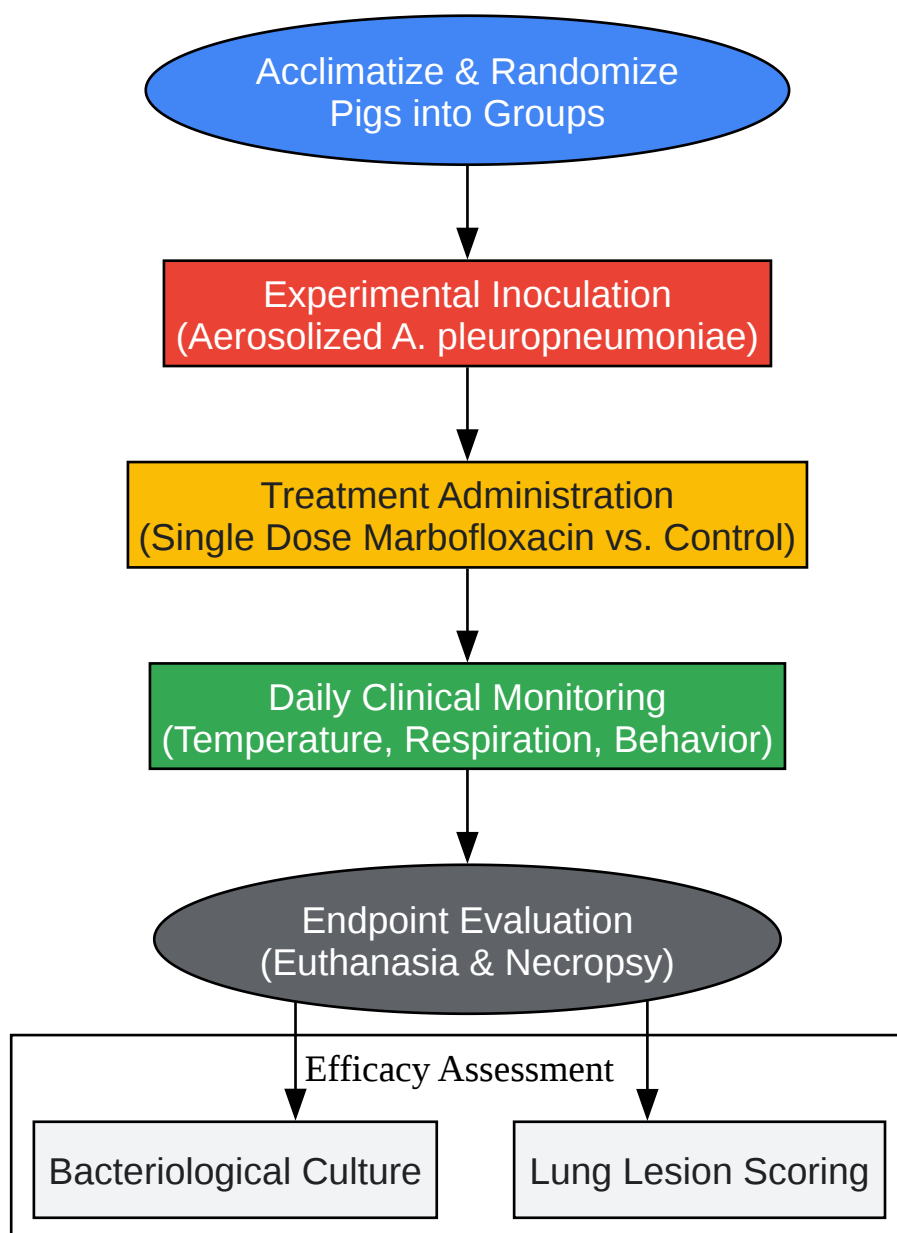 Acclimatize & Randomize
Pigs into Groups
Experimental Inoculation
(Aerosolized A. pleuropneumoniae)
Treatment Administration
(Single Dose Marbofloxacin vs. Control)
Daily Clinical Monitoring
(Temperature, Respiration, Behavior)
Endpoint Evaluation
(Euthanasia & Necropsy)
Efficacy Assessment
Bacteriological Culture
Lung Lesion Scoring